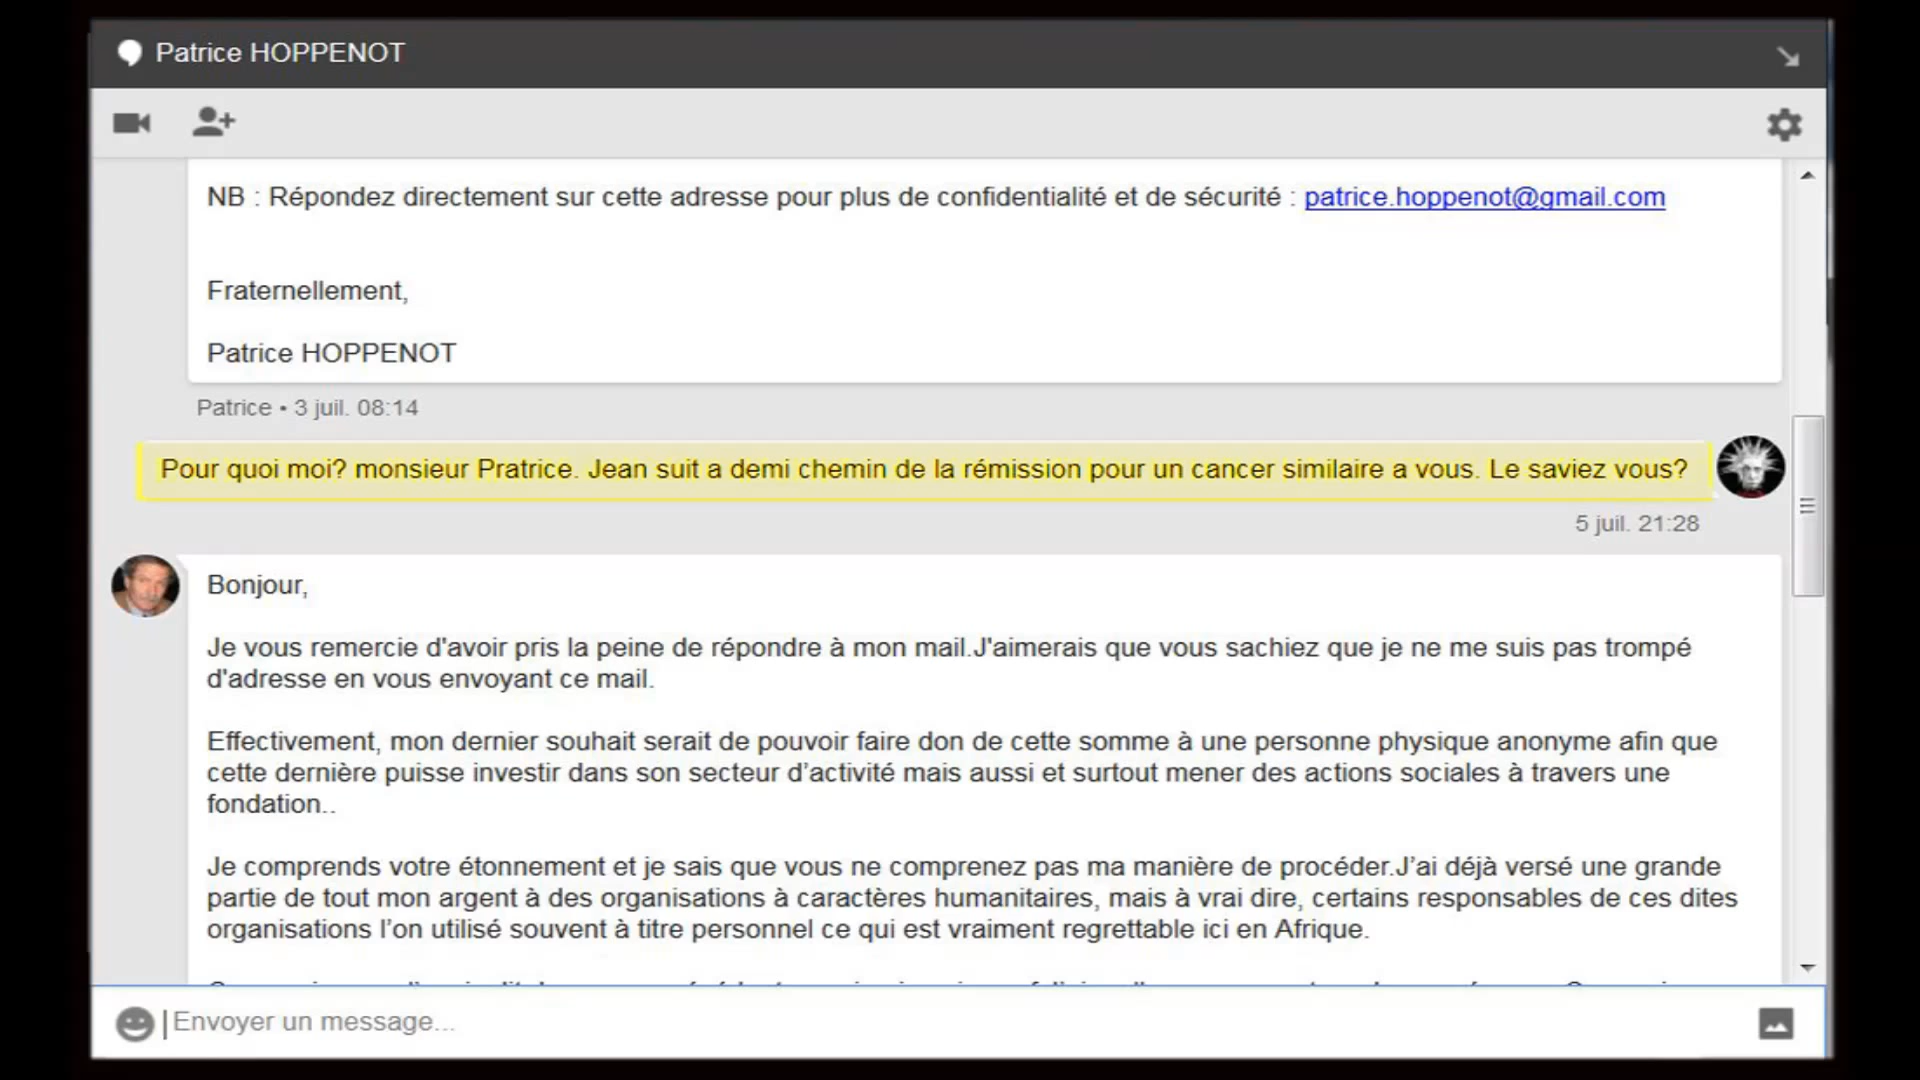 Patrice HOPPENOT
NB : Répondez directement sur cette adresse pour plus de confidentialité et de sécurité : patrice.hoppenot@gmail.com
Fraternellement,
Patrice HOPPENOT
Patrice • 3 juil. 08:14
Pour quoi moi? monsieur Pratrice. Jean suit a demi chemin de la rémission pour un cancer similaire a vous. Le saviez vous?
5 juil. 21:28
Bonjour,
Je vous remercie d'avoir pris la peine de répondre à mon mail.J'aimerais que vous sachiez que je ne me suis pas trompé
d'adresse en vous envoyant ce mail.
Effectivement, mon dernier souhait serait de pouvoir faire don de cette somme à une personne physique anonyme afin que
cette dernière puisse investir dans son secteur d’activité mais aussi et surtout mener des actions sociales à travers une
fondation..
Je comprends votre étonnement et je sais que vous ne comprenez pas ma manière de procéder.J’ai déjà versé une grande
partie de tout mon argent à des organisations à caractères humanitaires, mais à vrai dire, certains responsables de ces dites
organisations l’on utilisé souvent à titre personnel ce qui est vraiment regrettable ici en Afrique.
Envoyer un message...